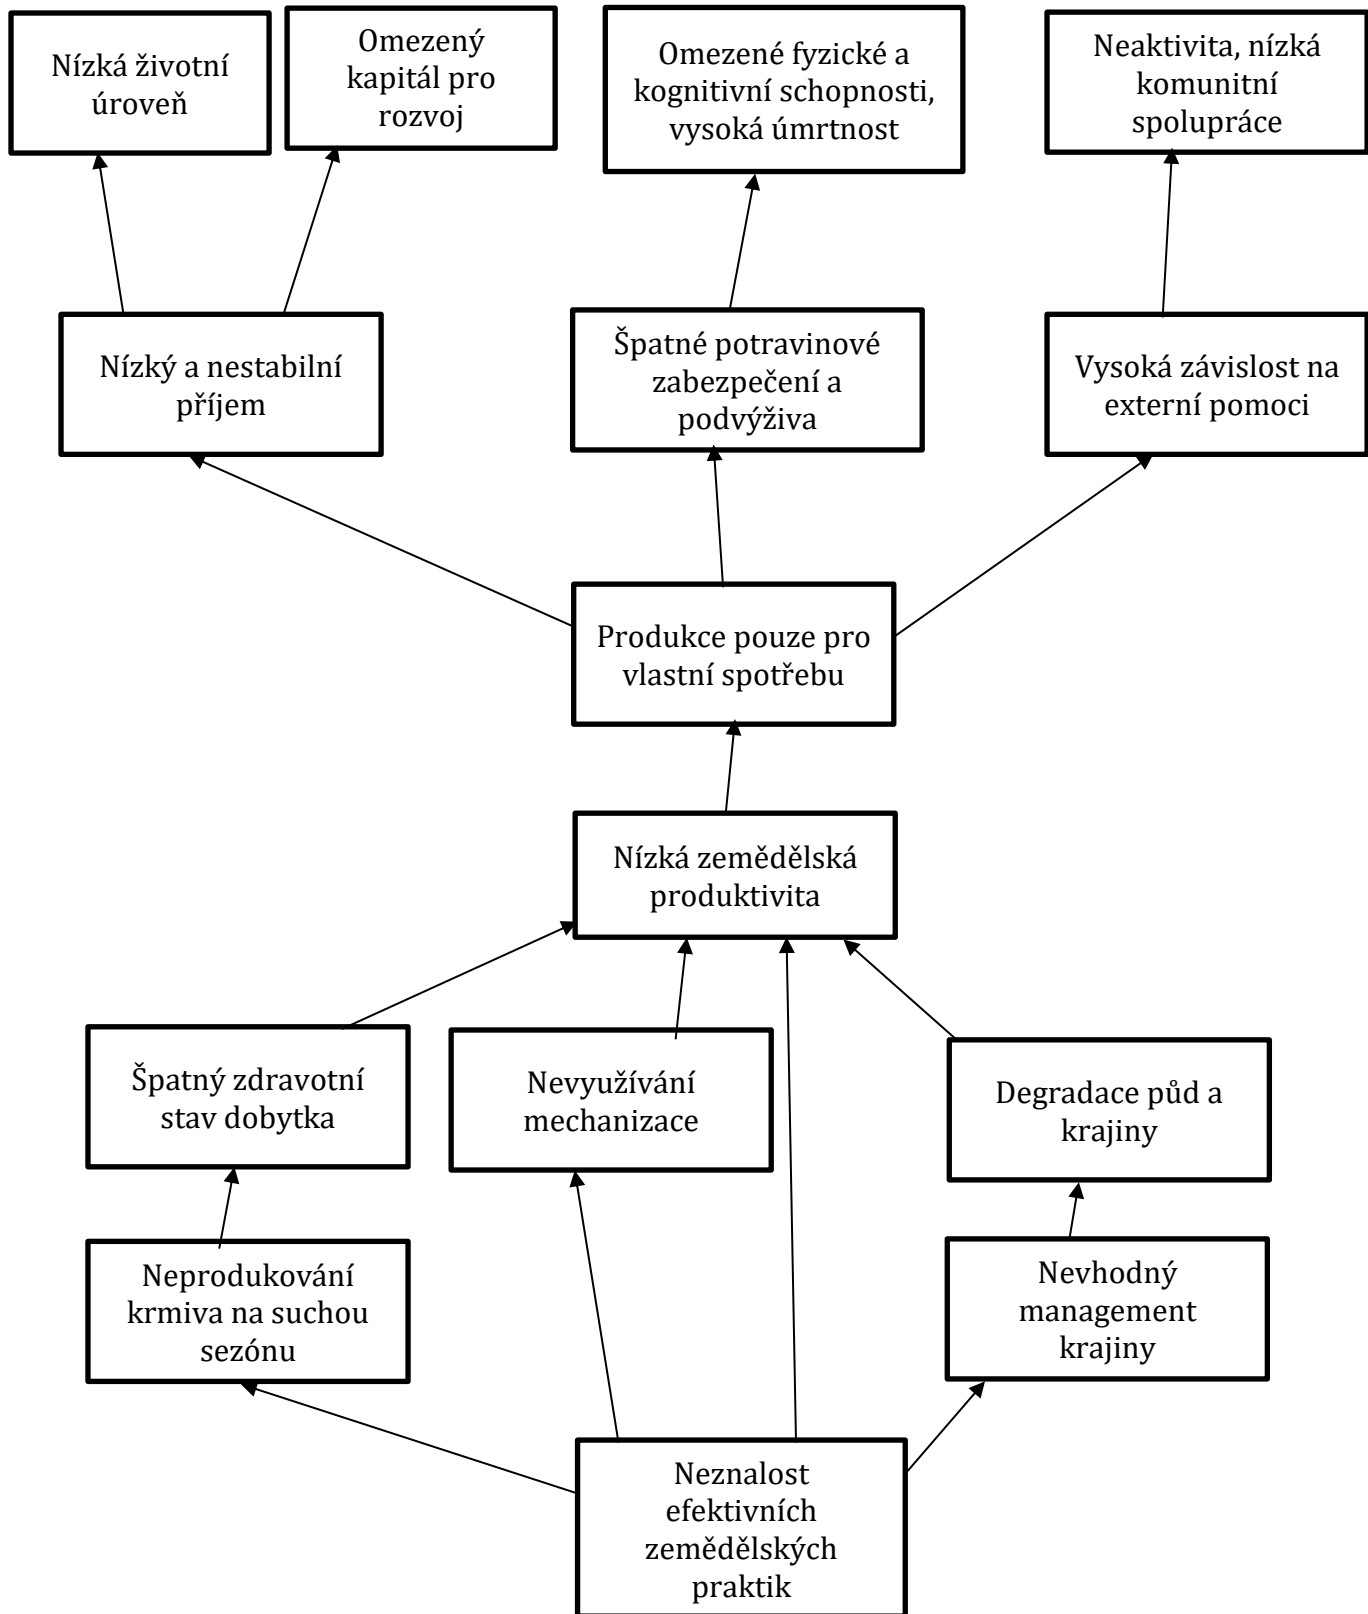 Nízká životní
úroveň
Omezený
kapitál pro
rozvoj
Omezené fyzické a
kognitivní schopnosti,
vysoká úmrtnost
Neaktivita, nízká
komunitní
spolupráce
Nízký a nestabilní
příjem
Špatné potravinové
zabezpečení a
podvýživa
Vysoká závislost na
externí pomoci
Produkce pouze pro
vlastní spotřebu
Nízká zemědělská
produktivita
Špatný zdravotní
stav dobytka
Nevyužívání
mechanizace
Degradace půd a
krajiny
Neprodukování
krmiva na suchou
sezónu
Nevhodný
management
krajiny
Neznalost
efektivních
zemědělských
praktik